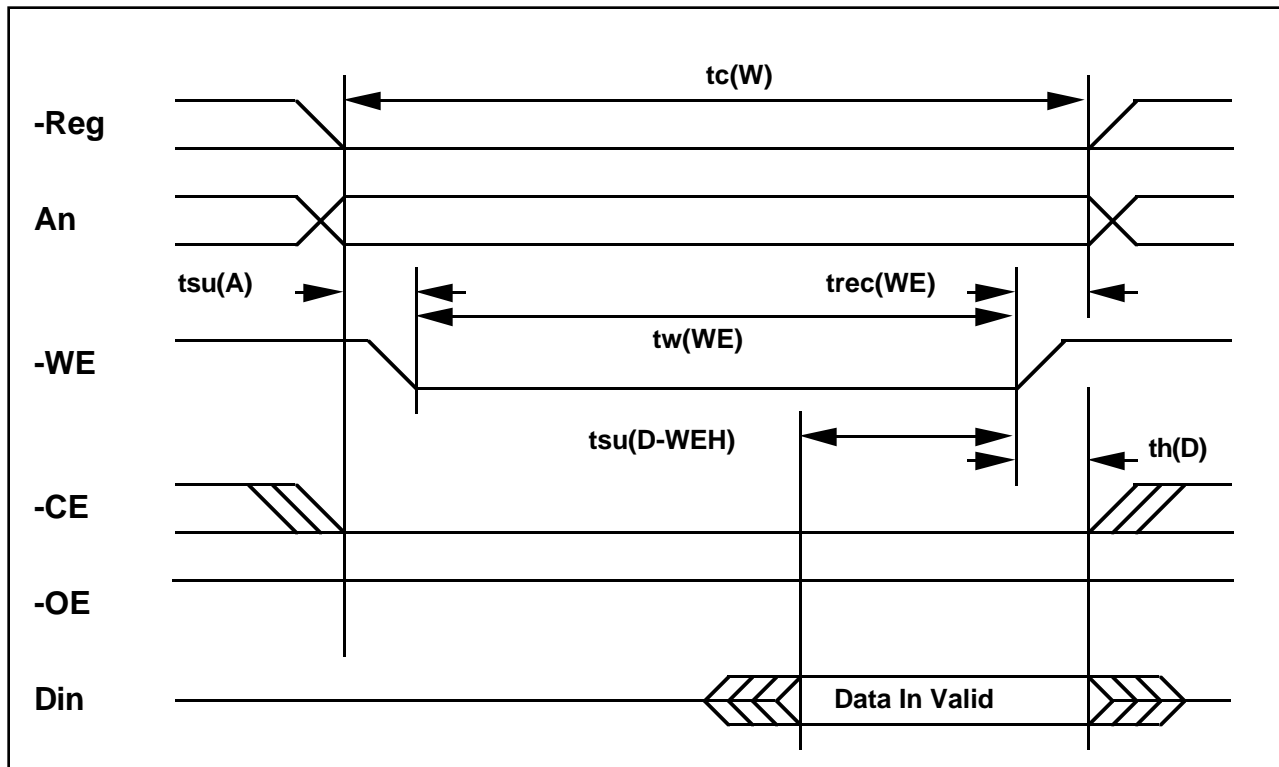 tc(W)
-Reg
An
tsu(A)
trec(WE)
tw(WE)
-WE
tsu(D-WEH)
th(D)
-CE
-OE
Din
Data In Valid